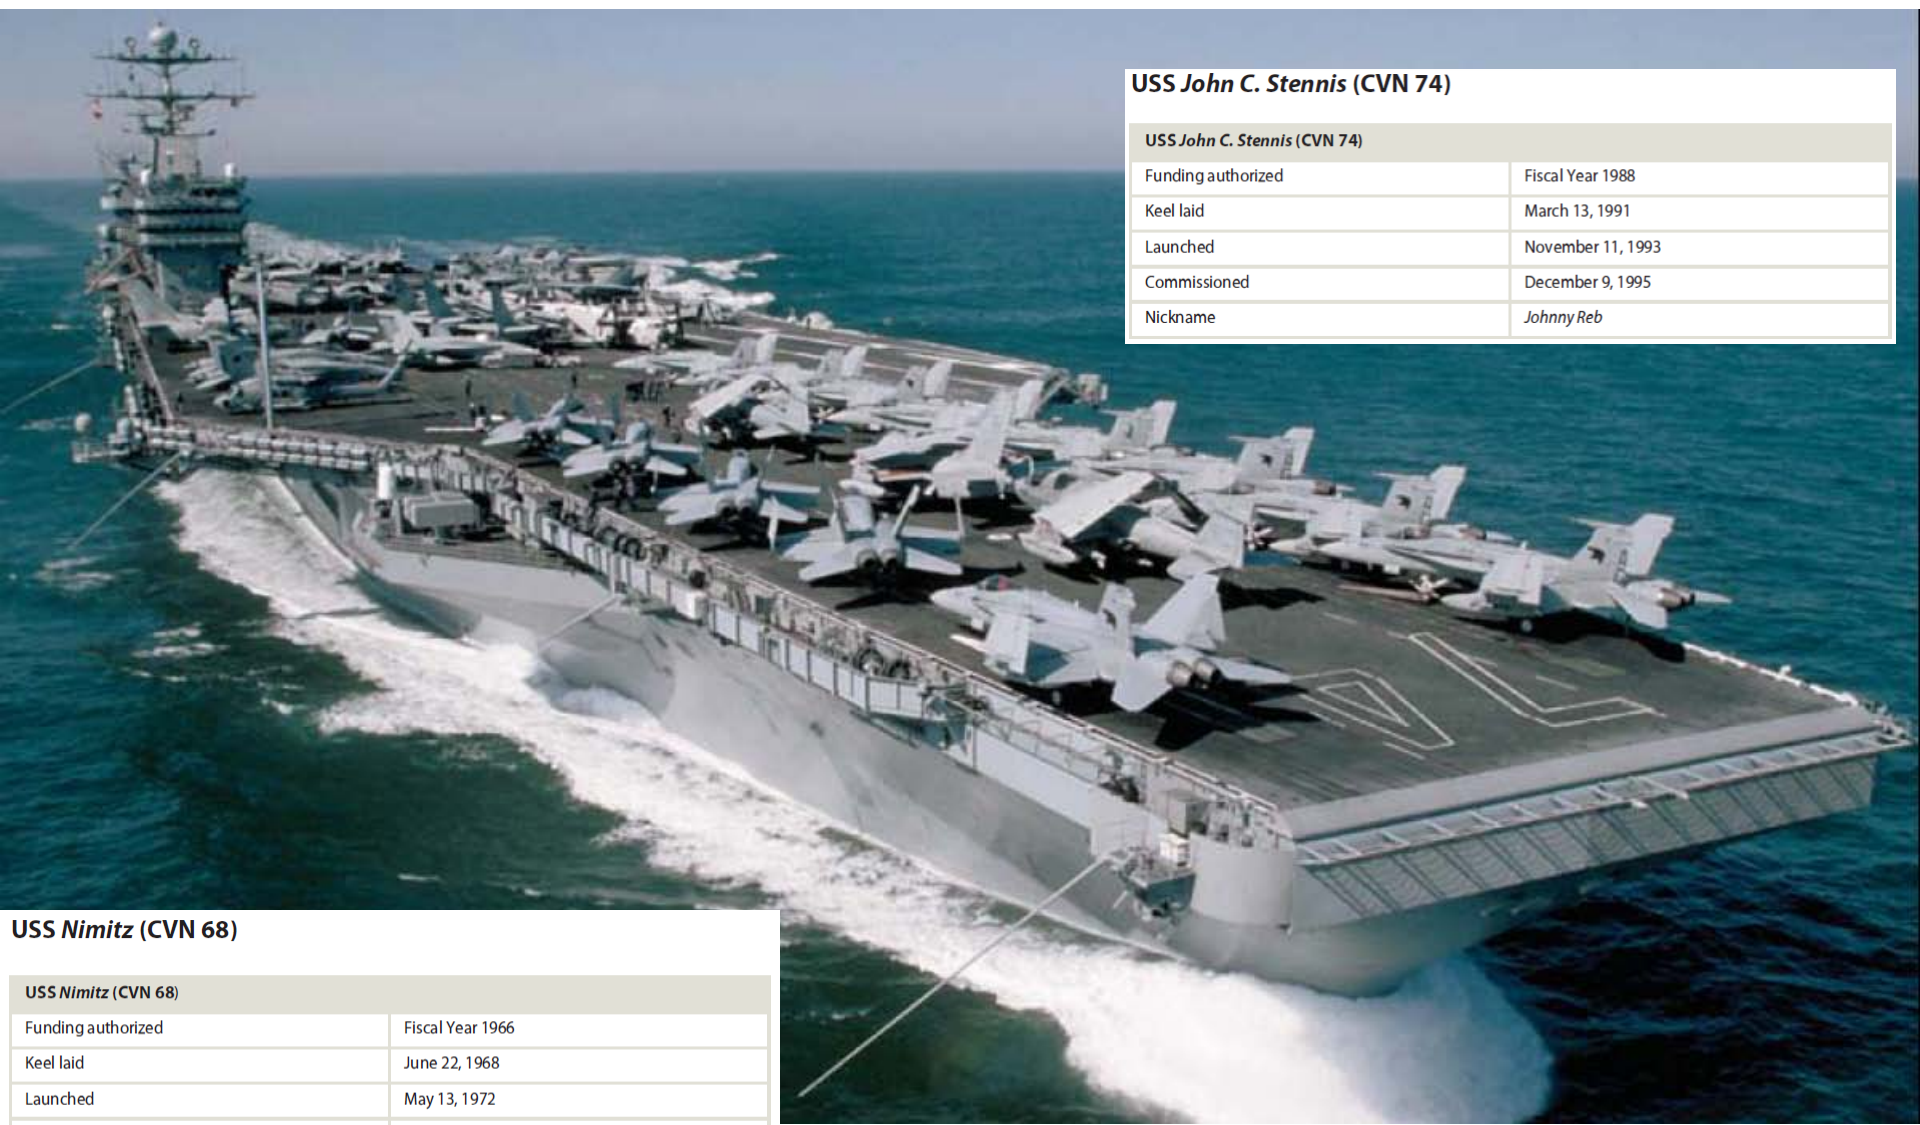 USS John C. Stennis (CVN 74)
USS John C. Stennis (CVN 74)
Funding authorized Fiscal Year 1988
Keel laid March 13, 1991
Launched November 11, 1993
Commissioned December 9, 1995
Nickname Johnny Reb
74
USS Nimitz (CVN 68)
USS Nimitz (CVN 68)
Funding authorized Fiscal Year 1966
Keel laid June 22, 1968
Launched May 13, 1972